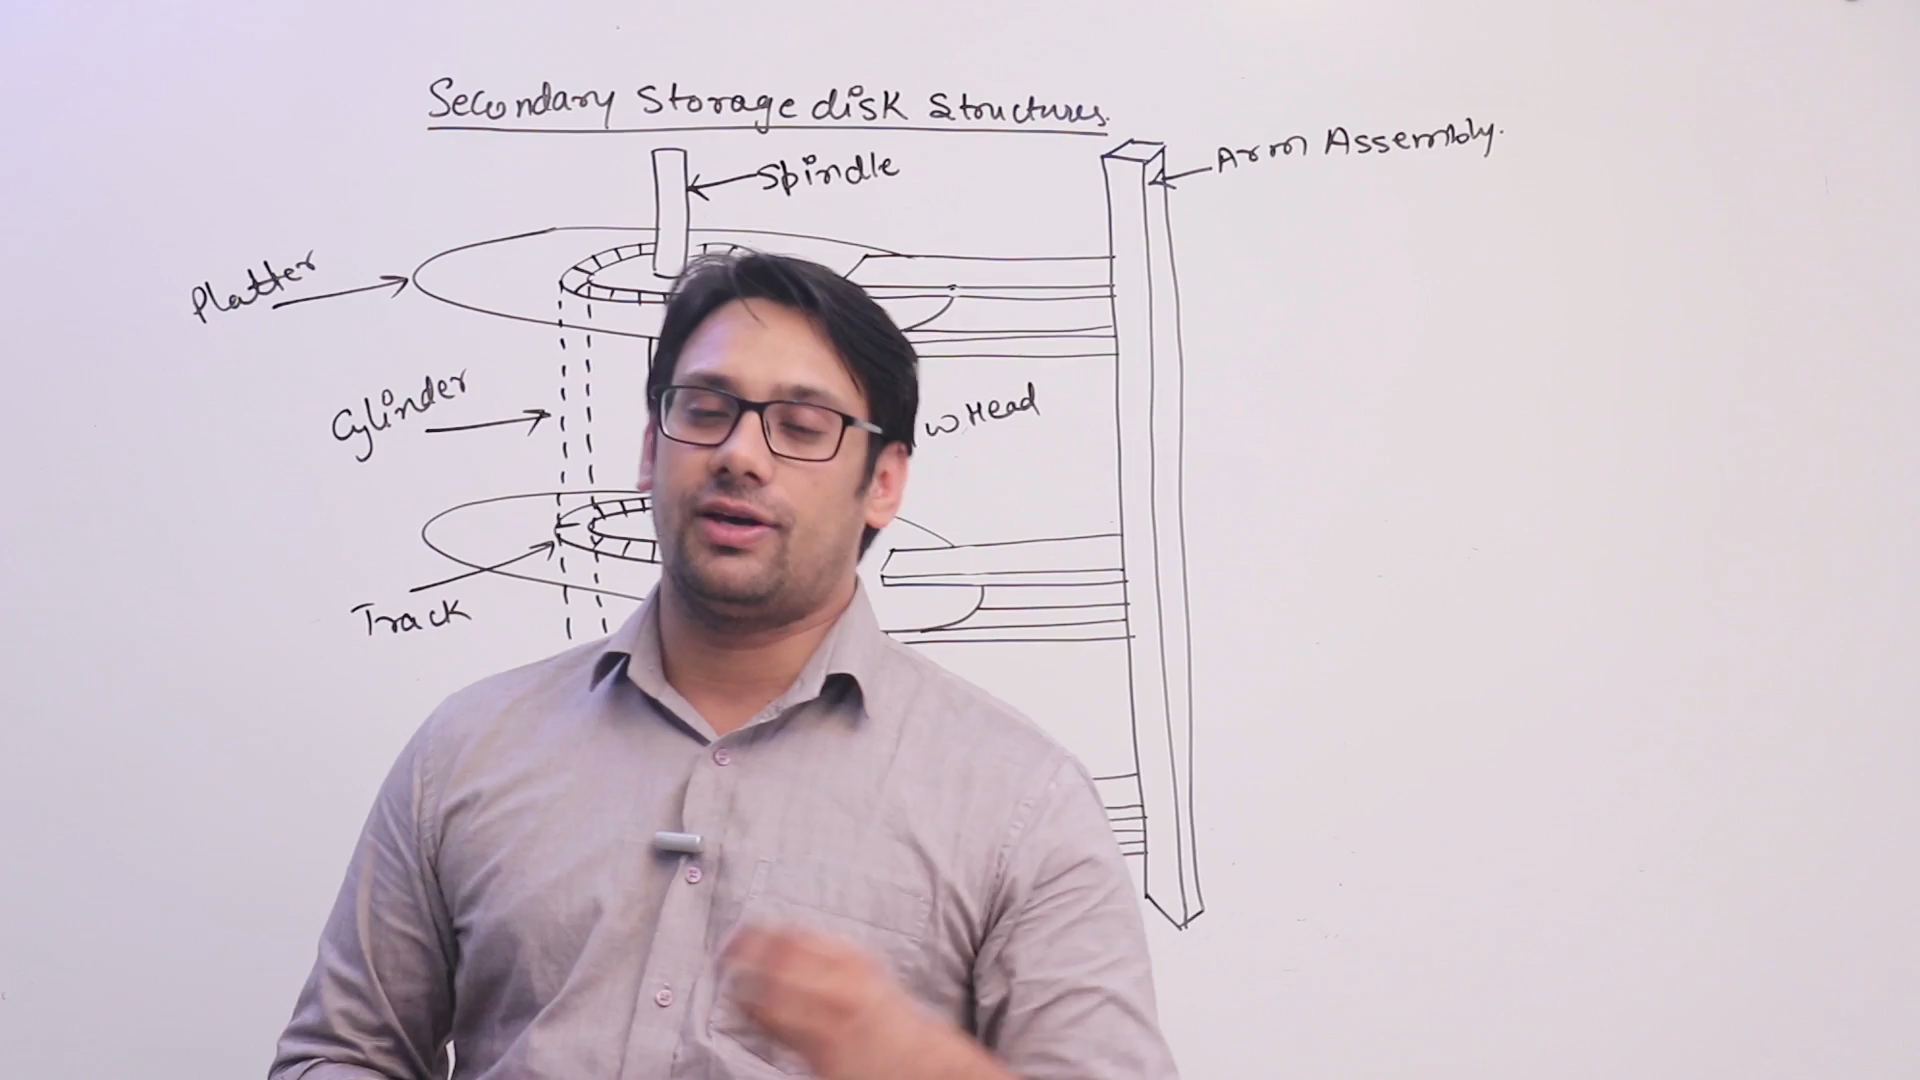 Secondary Storage disk Structures.
Spindle
Arm Assembly.
Platter
Cylinder
W Head
Track